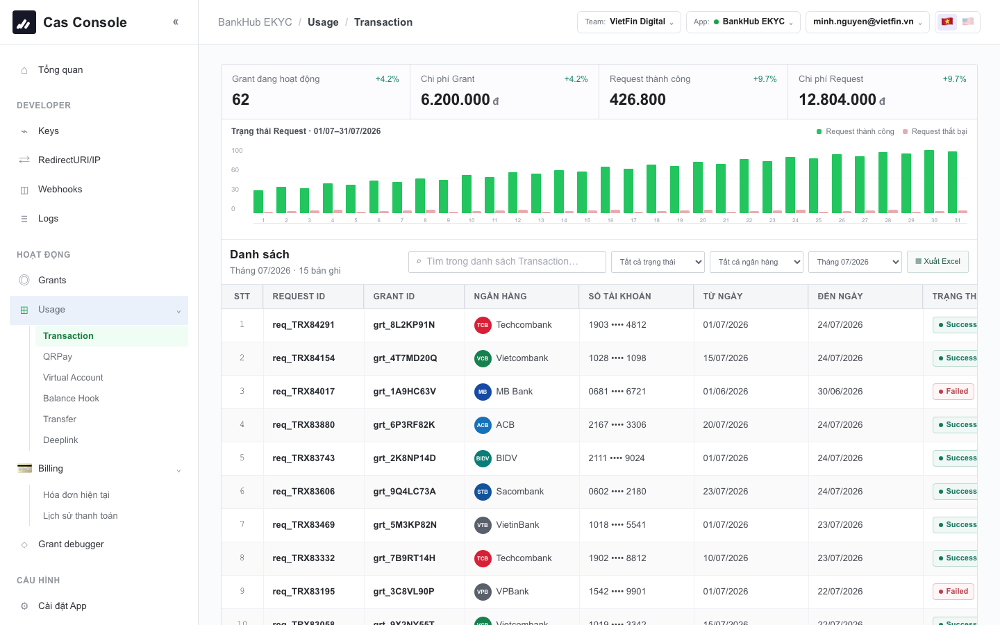 Cas Console «
BankHub EKYC / Usage / Transaction
Team: VietFin Digital
App: BankHub EKYC
minh.nguyen@vietfin.vn
Tổng quan
DEVELOPER
Keys
RedirectURI/IP
Webhooks
Logs
HOẠT ĐỘNG
Grants
Usage
Transaction
QRPay
Virtual Account
Balance Hook
Transfer
Deeplink
Billing
Hóa đơn hiện tại
Lịch sử thanh toán
Grant debugger
CẤU HÌNH
Cài đặt App
Grant đang hoạt động +4.2%
62
Chi phí Grant +4.2%
6.200.000 đ
Request thành công +9.7%
426.800
Chi phí Request +9.7%
12.804.000 đ
Trạng thái Request · 01/07–31/07/2026
Request thành công Request thất bại
100
60
30
0
1 2 3 4 5 6 7 8 9 10 11 12 13 14 15 16 17 18 19 20 21 22 23 24 25 26 27 28 29 30 31
Danh sách
Tháng 07/2026 · 15 bản ghi
Tìm trong danh sách Transaction…
Tất cả trạng thái
Tất cả ngân hàng
Tháng 07/2026
Xuất Excel
STT REQUEST ID GRANT ID NGÂN HÀNG SỐ TÀI KHOẢN TỪ NGÀY ĐẾN NGÀY TRẠNG TH
1 req_TRX84291 grt_8L2KP91N TCB Techcombank 1903 •••• 4812 01/07/2026 24/07/2026 Success
2 req_TRX84154 grt_4T7MD20Q VCB Vietcombank 1028 •••• 1098 15/07/2026 24/07/2026 Success
3 req_TRX84017 grt_1A9HC63V MB MB Bank 0681 •••• 6721 01/06/2026 30/06/2026 Failed
4 req_TRX83880 grt_6P3RF82K ACB ACB 2167 •••• 3306 20/07/2026 24/07/2026 Success
5 req_TRX83743 grt_2K8NP14D BIDV BIDV 2111 •••• 9024 01/07/2026 24/07/2026 Success
6 req_TRX83606 grt_9Q4LC73A STB Sacombank 0602 •••• 2180 23/07/2026 24/07/2026 Success
7 req_TRX83469 grt_5M3KP82N VTB VietinBank 1018 •••• 5541 01/07/2026 23/07/2026 Success
8 req_TRX83332 grt_7B9RT14H TCB Techcombank 1902 •••• 8812 10/07/2026 23/07/2026 Success
9 req_TRX83195 grt_3C8VL90P VPB VPBank 1542 •••• 9901 01/07/2026 22/07/2026 Failed
10 req_TRX83058 grt_9X2NY55T VCB Vietcombank 1019 •••• 3342 15/07/2026 22/07/2026 Success